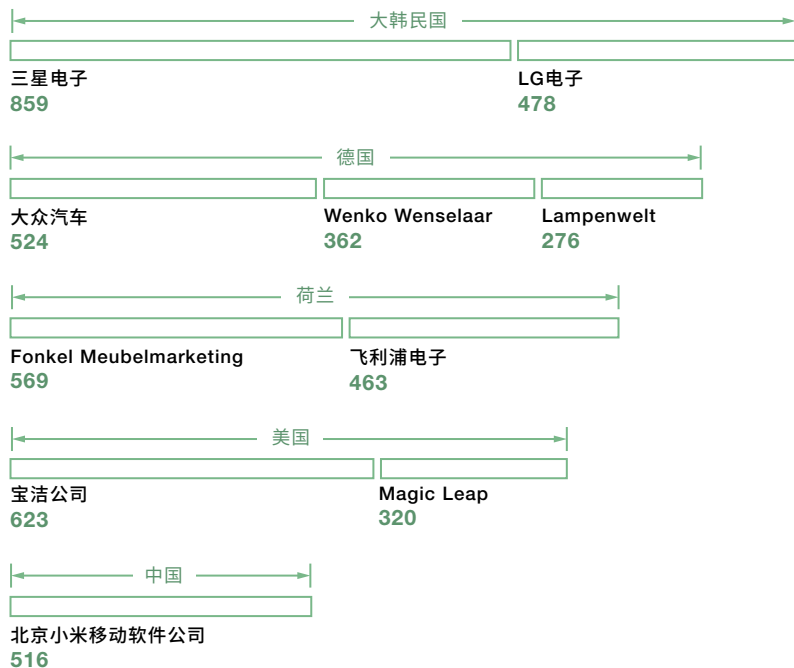 大韩民国
三星电子 LG电子
859 478
德国
大众汽车 Wenko Wenselaar Lampenwelt
524 362 276
荷兰
Fonkel Meubelmarketing 飞利浦电子
569 463
美国
宝洁公司 Magic Leap
623 320
中国
北京小米移动软件公司
516